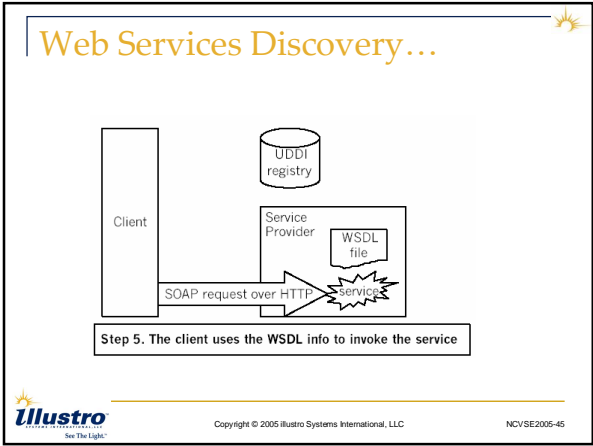 Web Services Discovery…
UDDI
registry
Client
Service
Provider
WSDL
file
SOAP request over HTTP
service
Step 5. The client uses the WSDL info to invoke the service
illustro
SYSTEMS INTERNATIONAL, LLC
See The Light.™
Copyright © 2005 illustro Systems International, LLC
NCVSE2005-45